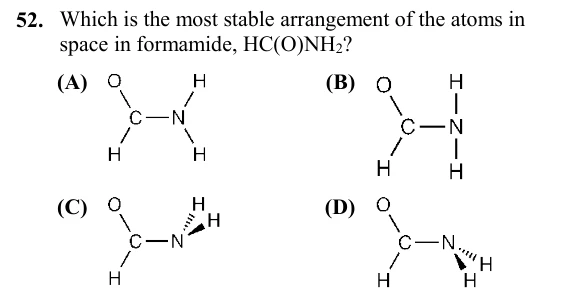 52. Which is the most stable arrangement of the atoms in
space in formamide, HC(O)NH₂?
(A) O H
C—N
H H
(B) O H
C—N
H H
(C) O H
H
C—N
H
(D) O
C—N
H
H H